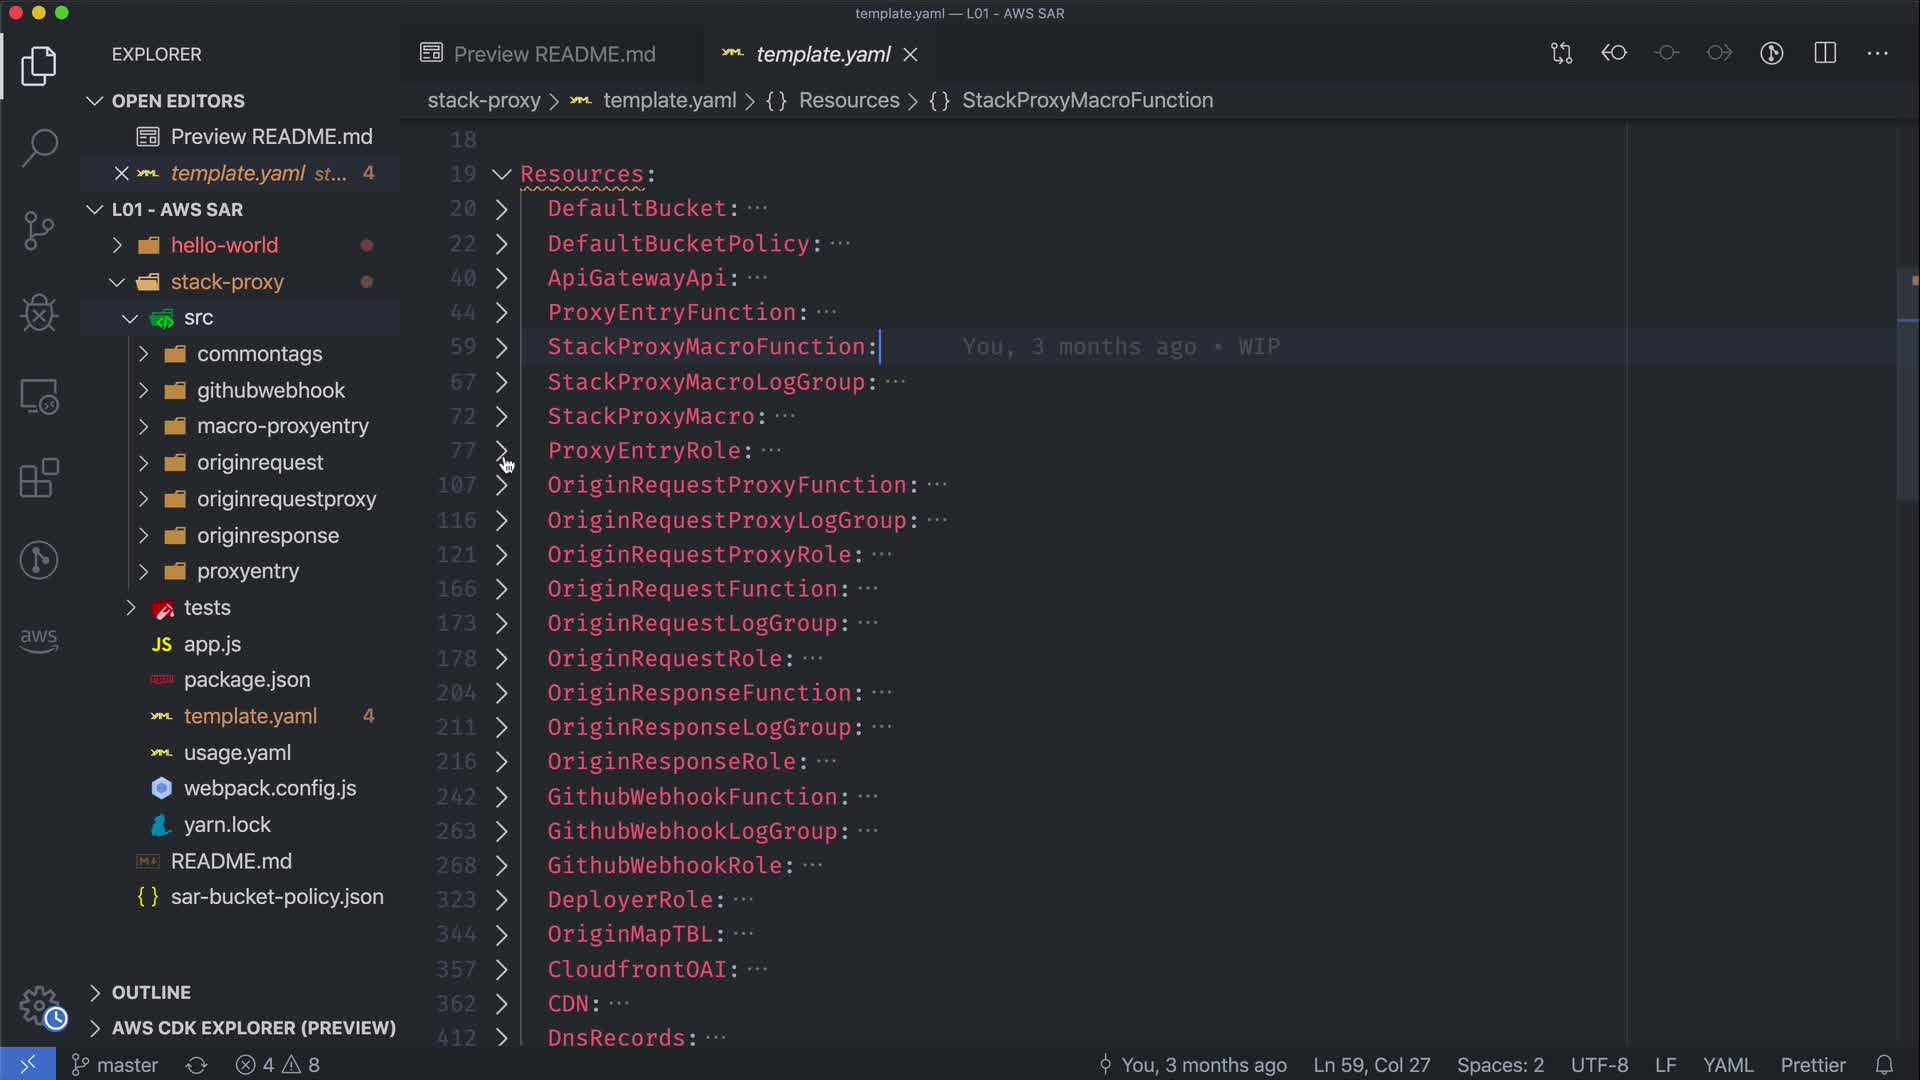 template.yaml — L01 - AWS SAR
EXPLORER
Preview README.md
template.yaml
OPEN EDITORS
stack-proxy
template.yaml
{} Resources
{} StackProxyMacroFunction
Preview README.md
template.yaml st... 4
L01 - AWS SAR
hello-world
stack-proxy
src
commontags
githubwebhook
macro-proxyentry
originrequest
originrequestproxy
originresponse
proxyentry
tests
JS app.js
package.json
template.yaml 4
usage.yaml
webpack.config.js
yarn.lock
README.md
{} sar-bucket-policy.json
aws
OUTLINE
AWS CDK EXPLORER (PREVIEW)
18
19 Resources:
20 DefaultBucket: ...
22 DefaultBucketPolicy: ...
40 ApiGatewayApi: ...
44 ProxyEntryFunction: ...
59 StackProxyMacroFunction: You, 3 months ago • WIP
67 StackProxyMacroLogGroup: ...
72 StackProxyMacro: ...
77 ProxyEntryRole: ...
107 OriginRequestProxyFunction: ...
116 OriginRequestProxyLogGroup: ...
121 OriginRequestProxyRole: ...
166 OriginRequestFunction: ...
173 OriginRequestLogGroup: ...
178 OriginRequestRole: ...
204 OriginResponseFunction: ...
211 OriginResponseLogGroup: ...
216 OriginResponseRole: ...
242 GithubWebhookFunction: ...
263 GithubWebhookLogGroup: ...
268 GithubWebhookRole: ...
323 DeployerRole: ...
344 OriginMapTBL: ...
357 CloudfrontOAI: ...
362 CDN: ...
412 DnsRecords: ...
master 4 8 You, 3 months ago Ln 59, Col 27 Spaces: 2 UTF-8 LF YAML Prettier